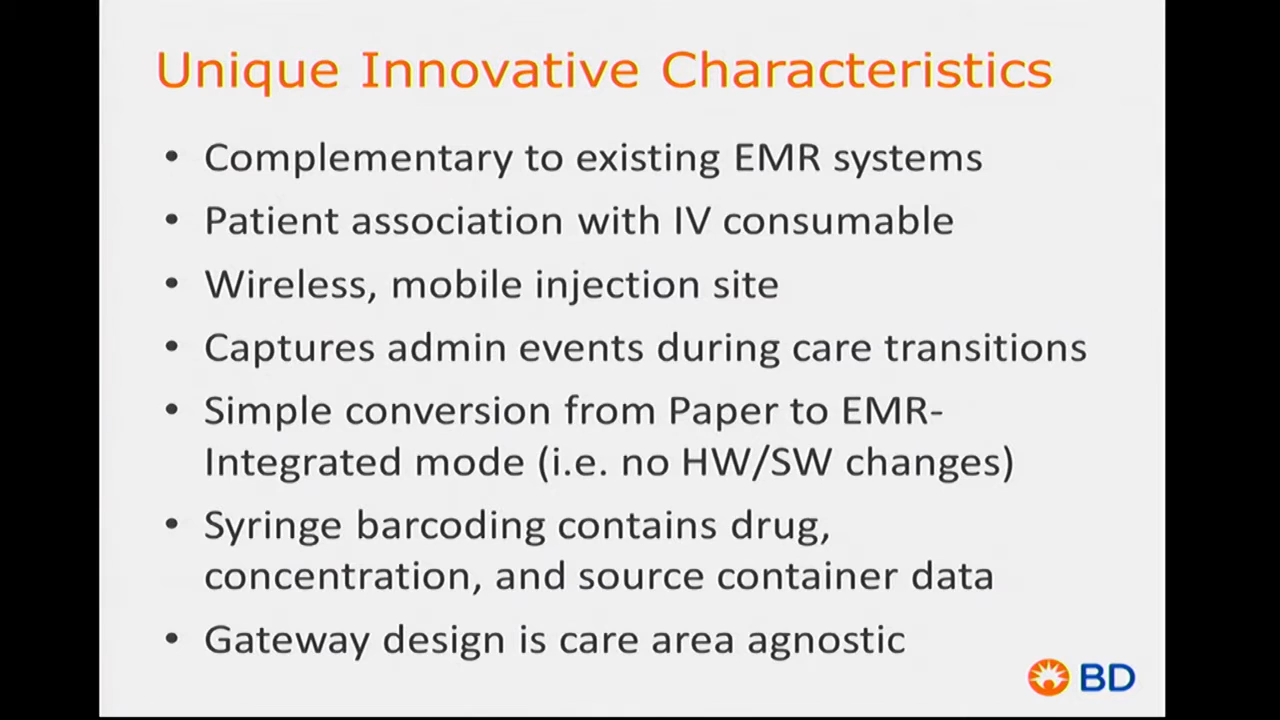 Unique Innovative Characteristics
• Complementary to existing EMR systems
• Patient association with IV consumable
• Wireless, mobile injection site
• Captures admin events during care transitions
• Simple conversion from Paper to EMR-
Integrated mode (i.e. no HW/SW changes)
• Syringe barcoding contains drug,
concentration, and source container data
• Gateway design is care area agnostic
BD